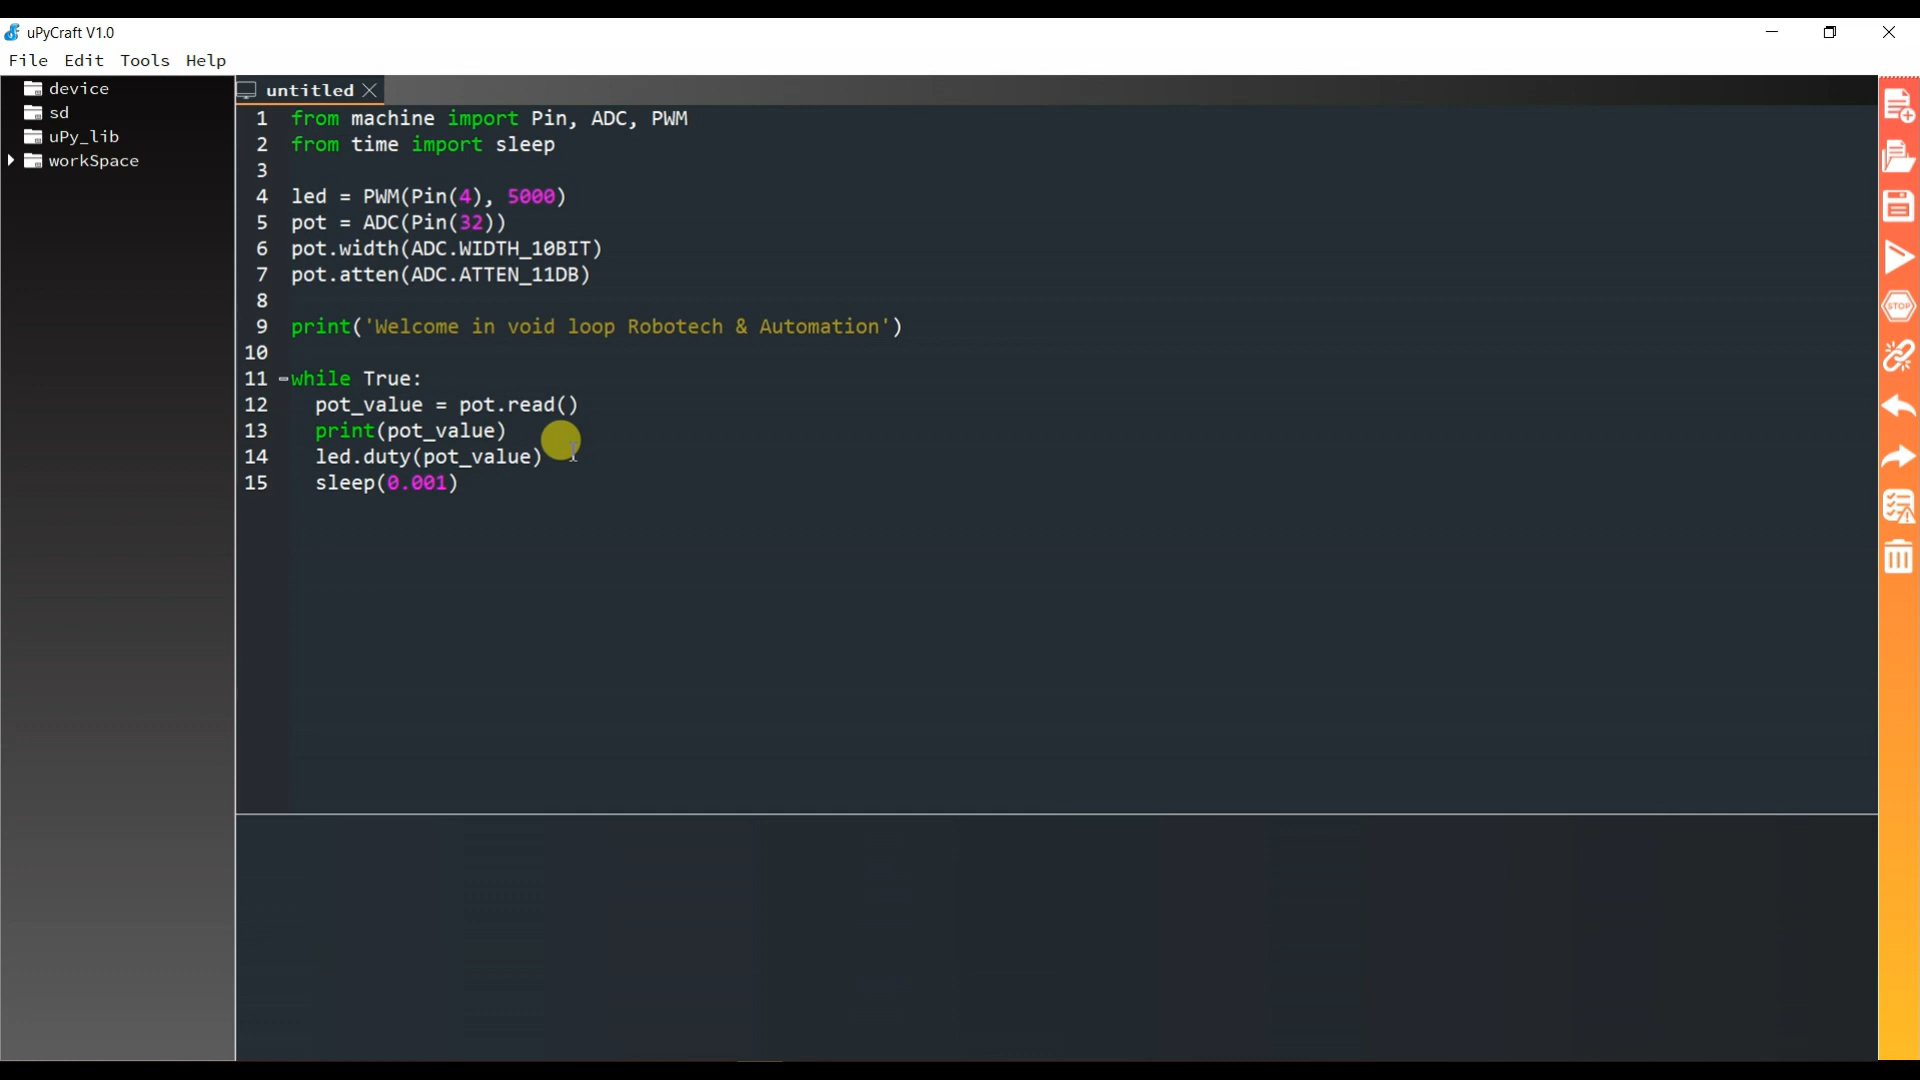 uPyCraft V1.0
File Edit Tools Help
device
sd
uPy_lib
workSpace
untitled
1 from machine import Pin, ADC, PWM
2 from time import sleep
3
4 led = PWM(Pin(4), 5000)
5 pot = ADC(Pin(32))
6 pot.width(ADC.WIDTH_10BIT)
7 pot.atten(ADC.ATTEN_11DB)
8
9 print('Welcome in void loop Robotech & Automation')
10
11 while True:
12 pot_value = pot.read()
13 print(pot_value)
14 led.duty(pot_value)
15 sleep(0.001)
STOP